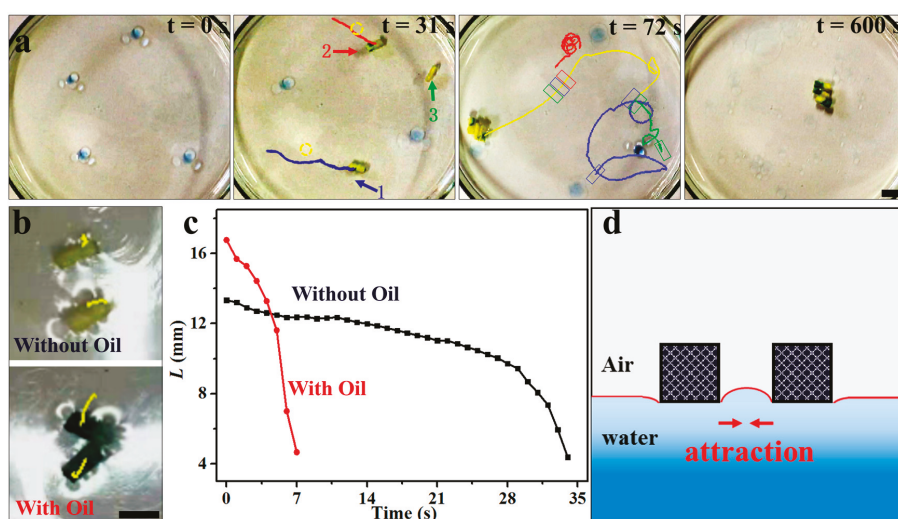 a
t = 0 s
t = 31 s
t = 72 s
t = 600 s
2
3
1
b
Without Oil
With Oil
c
L (mm)
16
12
8
4
Without Oil
With Oil
0
7
14
21
28
35
Time (s)
d
Air
water
attraction